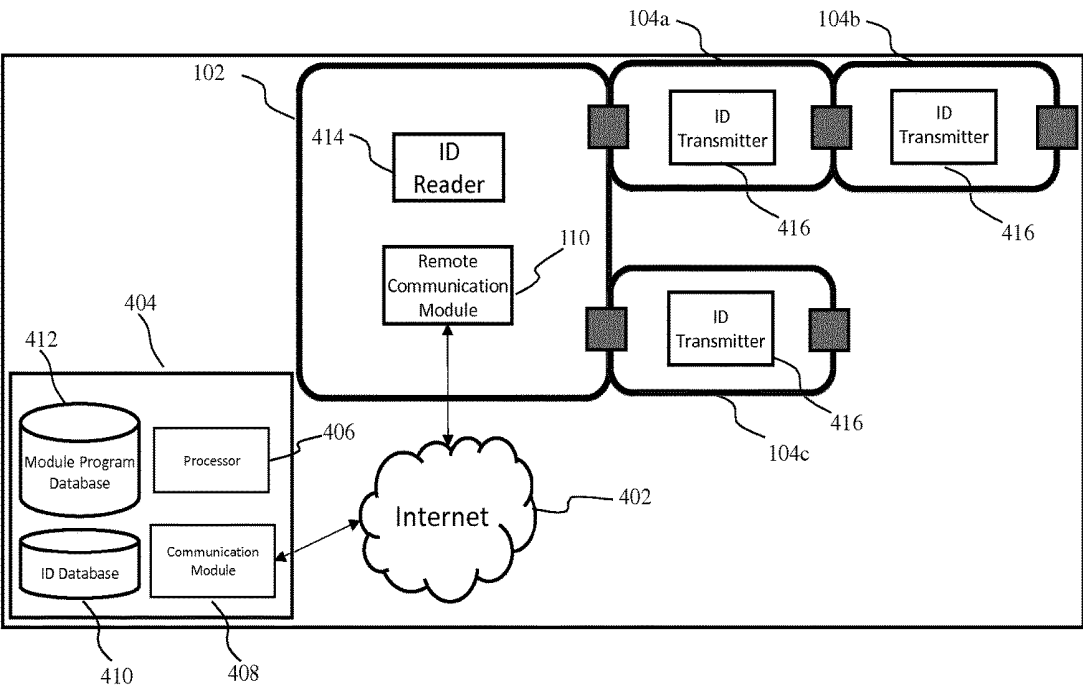 104a
104b
102
ID
Transmitter
ID
Transmitter
414
ID
Reader
416
416
110
Remote
Communication
Module
404
ID
Transmitter
412
416
104c
406
Module Program
Database
Processor
402
Internet
Communication
Module
ID Database
410
408